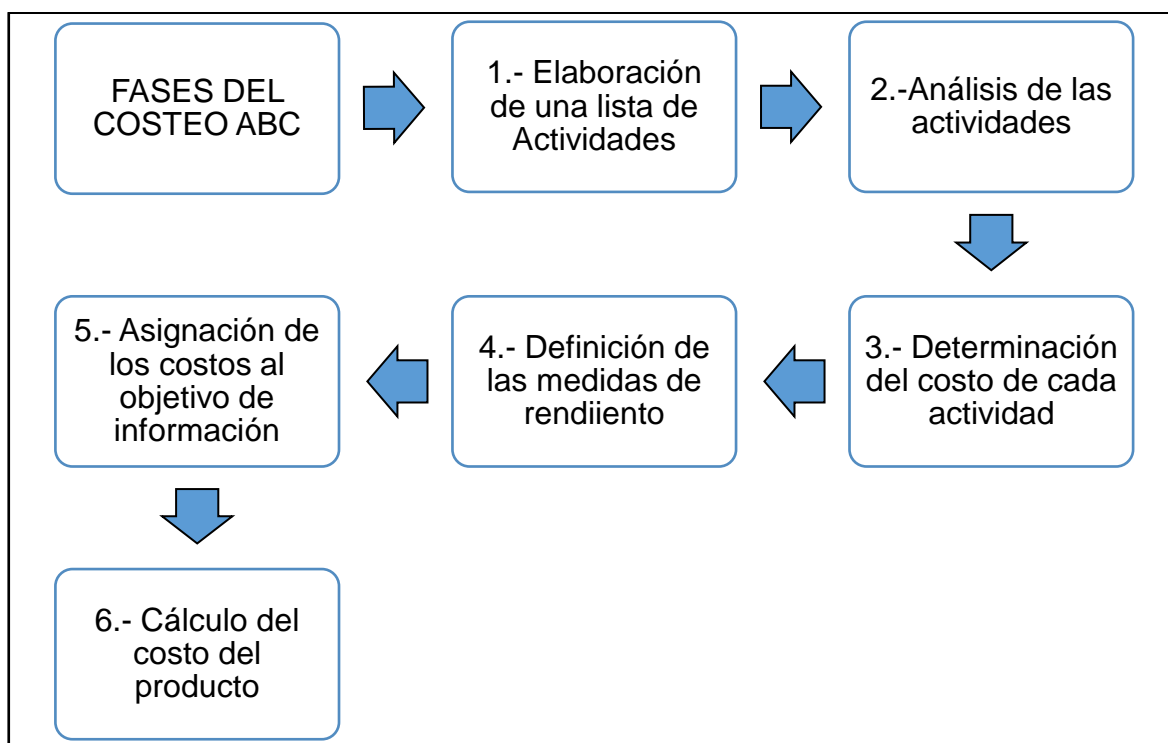 FASES DEL
COSTEO ABC
1.- Elaboración
de una lista de
Actividades
2.-Análisis de las
actividades
3.- Determinación
del costo de cada
actividad
4.- Definición de
las medidas de
rendiiento
5.- Asignación de
los costos al
objetivo de
información
6.- Cálculo del
costo del
producto